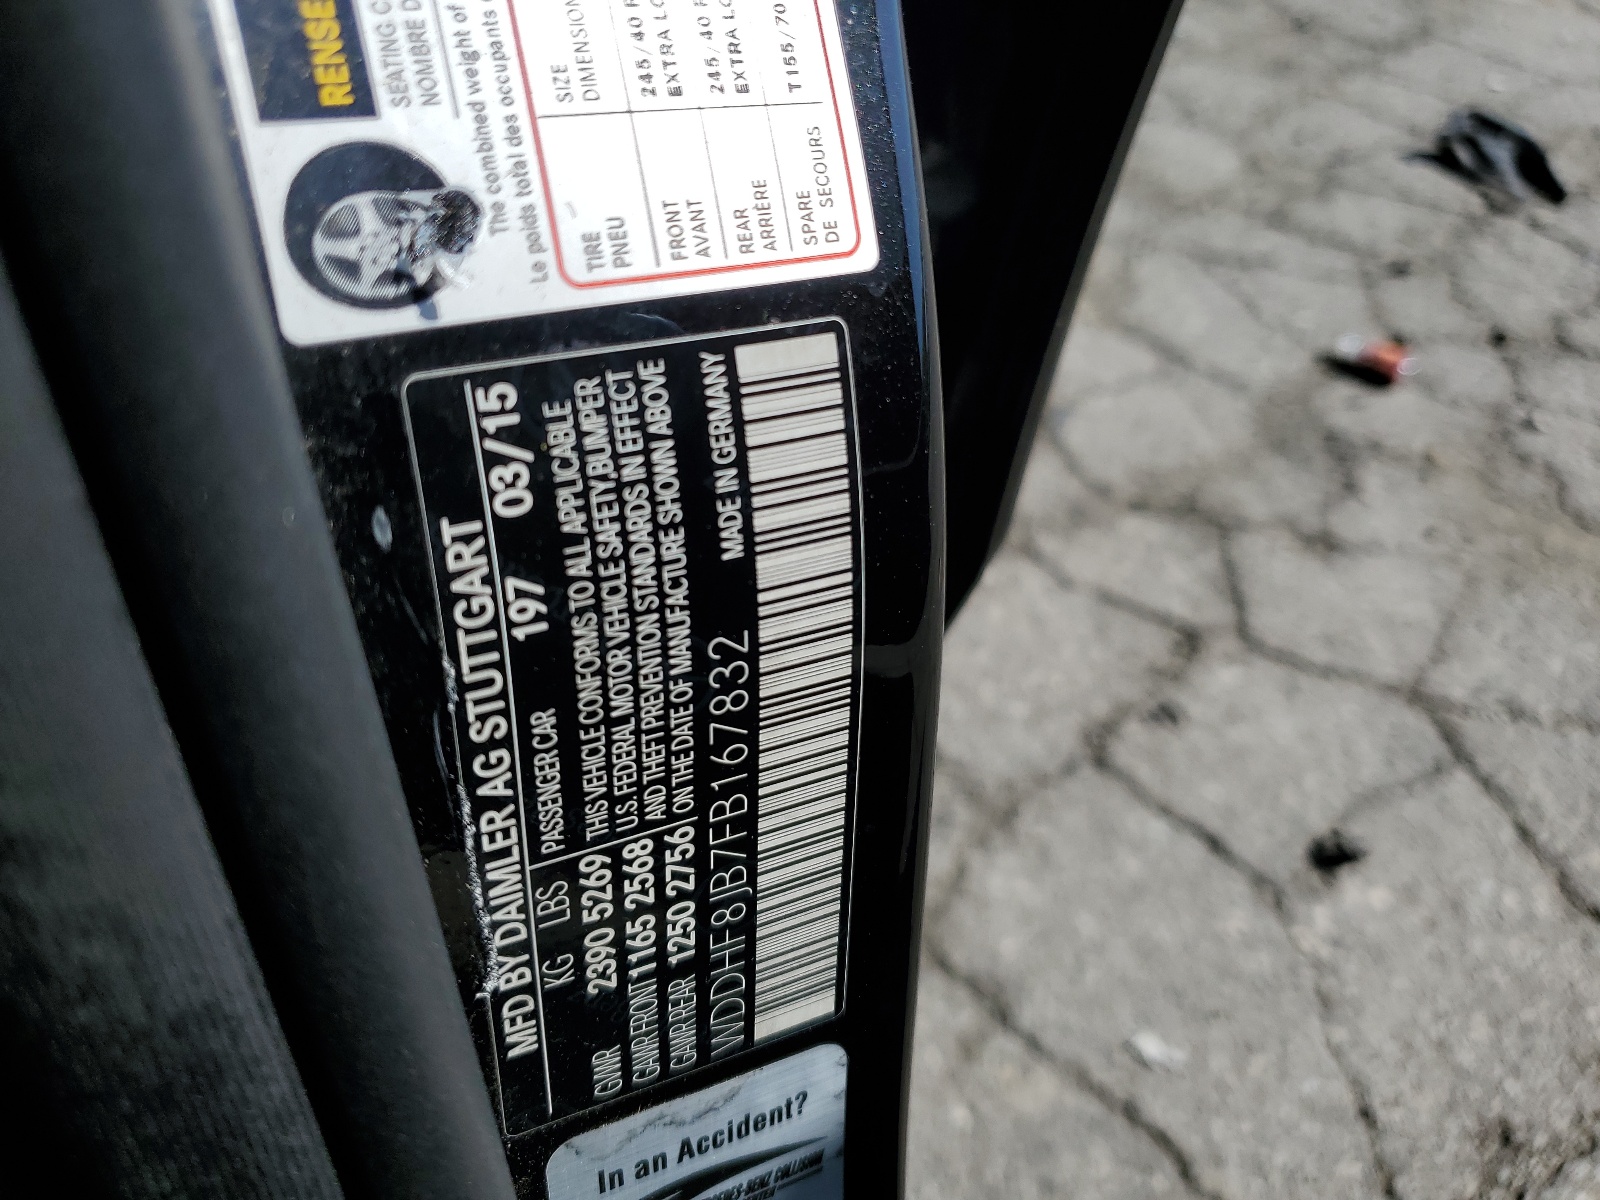 RENSE
SEATING C
NOMBRE D
The combined weight of
Le poids total des occupants
TIRE SIZE
PNEU DIMENSION
FRONT 245/40 R
AVANT EXTRA LO
REAR 245/40 R
ARRIÈRE EXTRA LO
SPARE T155/70
DE SECOURS
MFD BY DAIMLER AG STUTTGART
KG LBS PASSENGER CAR 197 03/15
GVWR 2390 5269 THIS VEHICLE CONFORMS TO ALL APPLICABLE
GAWR FRONT 1165 2568 U.S. FEDERAL MOTOR VEHICLE SAFETY, BUMPER
GAWR REAR 1250 2756 AND THEFT PREVENTION STANDARDS IN EFFECT
ON THE DATE OF MANUFACTURE SHOWN ABOVE
WDDHF8JB7FB167832 MADE IN GERMANY
In an Accident?
COLLISION